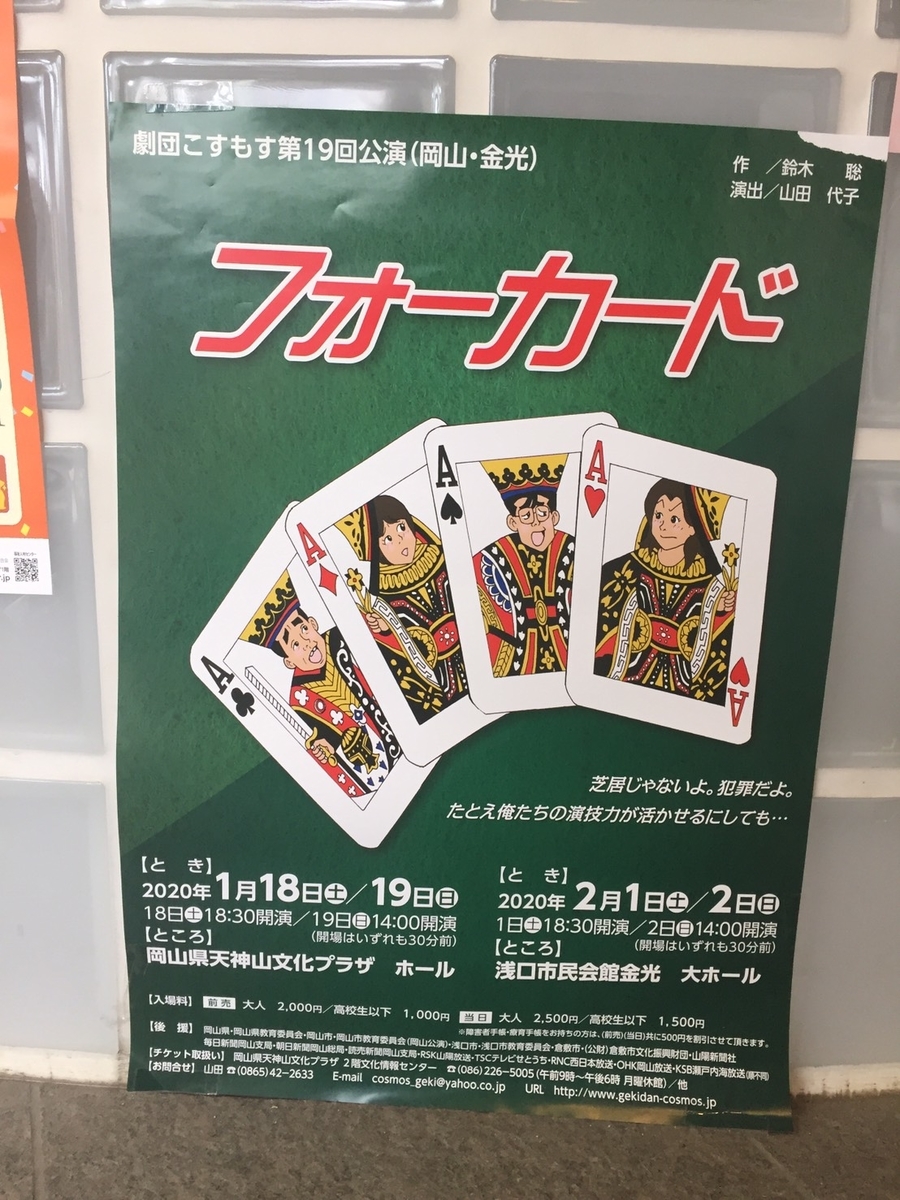 劇団こすもす第19回公演(岡山・金光)
作 ／鈴木 聡
演出／山田 代子
フォーカード
A
A
A
A
A
芝居じゃないよ。犯罪だよ。
たとえ俺たちの演技力が活かせるにしても…
【と き】
2020年1月18日㊏／19日㊐
18日㊏18:30開演／19日㊐14:00開演
(開場はいずれも30分前)
【ところ】
岡山県天神山文化プラザ ホール
【と き】
2020年 2月1日㊏／2日㊐
1日㊏18:30開演／2日㊐14:00開演
(開場はいずれも30分前)
【ところ】
浅口市民会館金光 大ホール
【入場料】 前売 大人 2,000円／高校生以下 1,000円 当日 大人 2,500円／高校生以下 1,500円
※障害者手帳・療育手帳をお持ちの方は、(前売)(当日)共に500円を割引させて頂きます。
【後 援】 岡山県・岡山県教育委員会・岡山市・岡山市教育委員会(岡山公演)・浅口市・浅口市教育委員会・倉敷市・(公財)倉敷市文化振興財団・山陽新聞社
毎日新聞岡山支局・朝日新聞岡山総局・読売新聞岡山支局・RSK山陽放送・TSCテレビせとうち・RNC西日本放送・OHK岡山放送・KSB瀬戸内海放送(順不同)
【チケット取扱い】 岡山県天神山文化プラザ 2階文化情報センター ☎(086)226−5005(午前9時〜午後6時 月曜休館)／他
【お問合せ】 山田 ☎(0865)42−2633 E-mail cosmos_geki@yahoo.co.jp URL http://www.gekidan-cosmos.jp